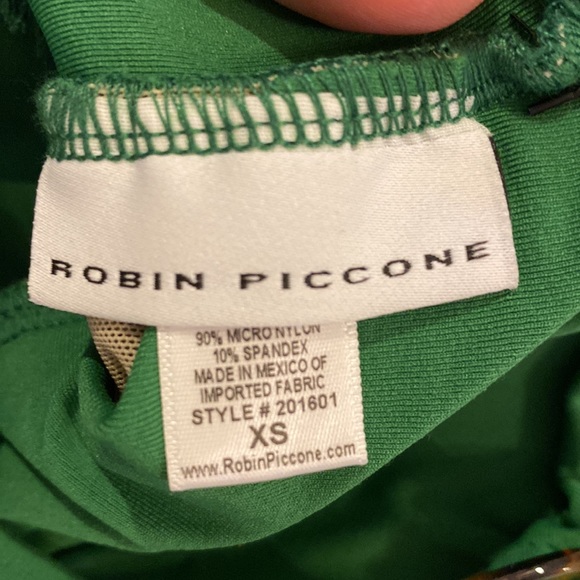 ROBIN PICCONE
90% MICRO NYLON
10% SPANDEX
MADE IN MEXICO OF
IMPORTED FABRIC
STYLE # 201601
XS
www.RobinPiccone.com